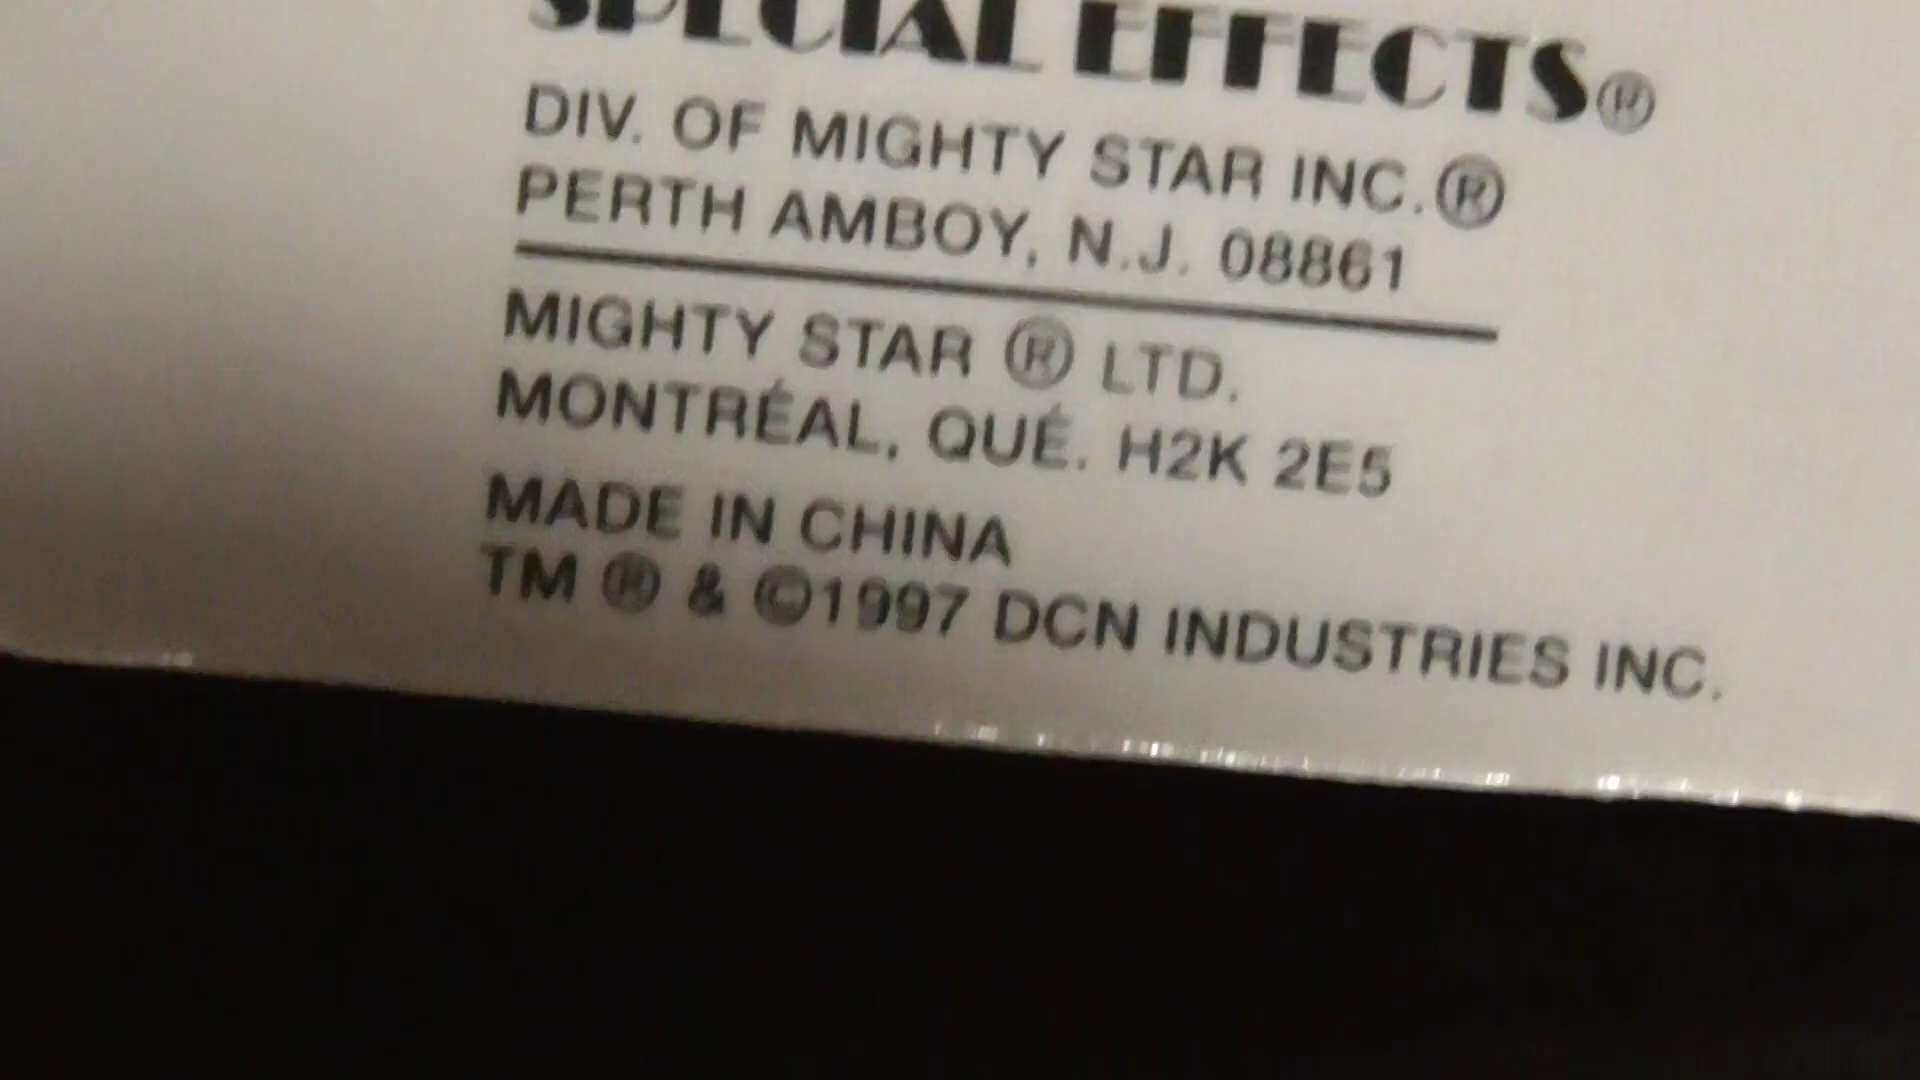 SPECIAL EFFECTS®
DIV. OF MIGHTY STAR INC.®
PERTH AMBOY, N.J. 08861
MIGHTY STAR ® LTD.
MONTRÉAL, QUÉ. H2K 2E5
MADE IN CHINA
TM ® & ©1997 DCN INDUSTRIES INC.